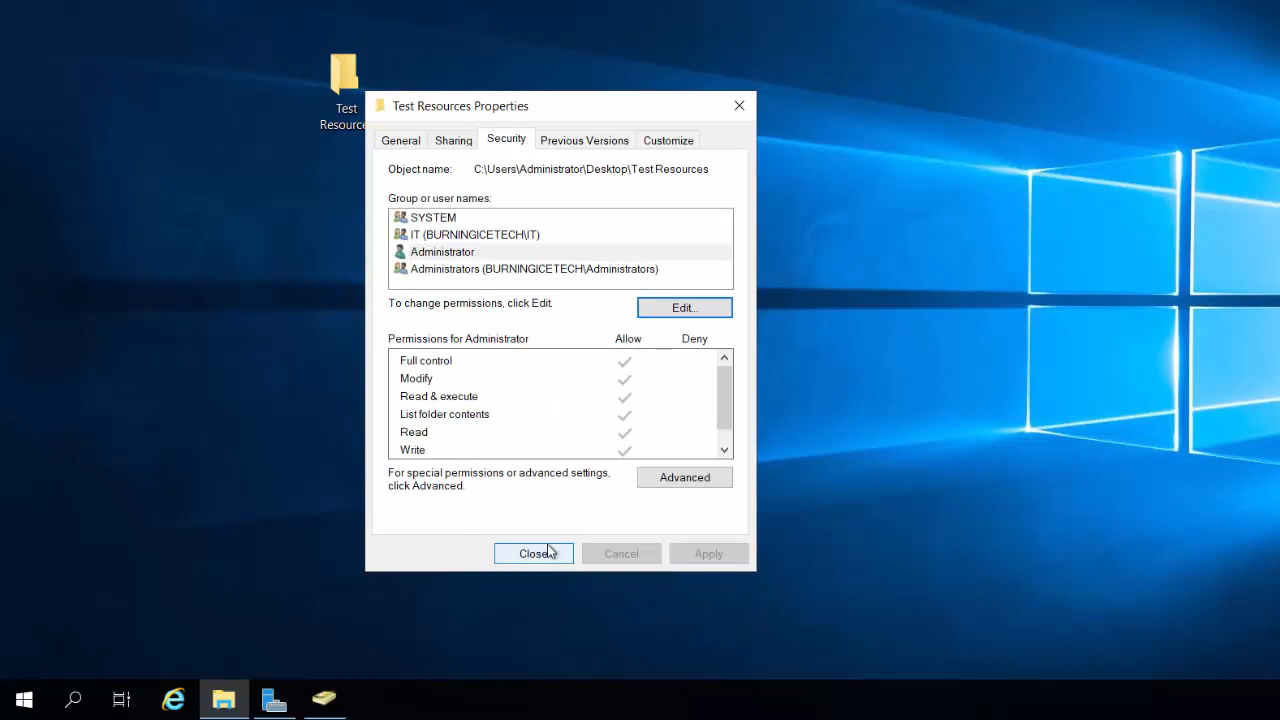 Test
Resource
Test Resources Properties
General
Sharing
Security
Previous Versions
Customize
Object name: C:\Users\Administrator\Desktop\Test Resources
Group or user names:
SYSTEM
IT (BURNINGICETECH\IT)
Administrator
Administrators (BURNINGICETECH\Administrators)
To change permissions, click Edit.
Edit...
Permissions for Administrator
Allow
Deny
Full control
Modify
Read & execute
List folder contents
Read
Write
For special permissions or advanced settings,
click Advanced.
Advanced
Close
Cancel
Apply